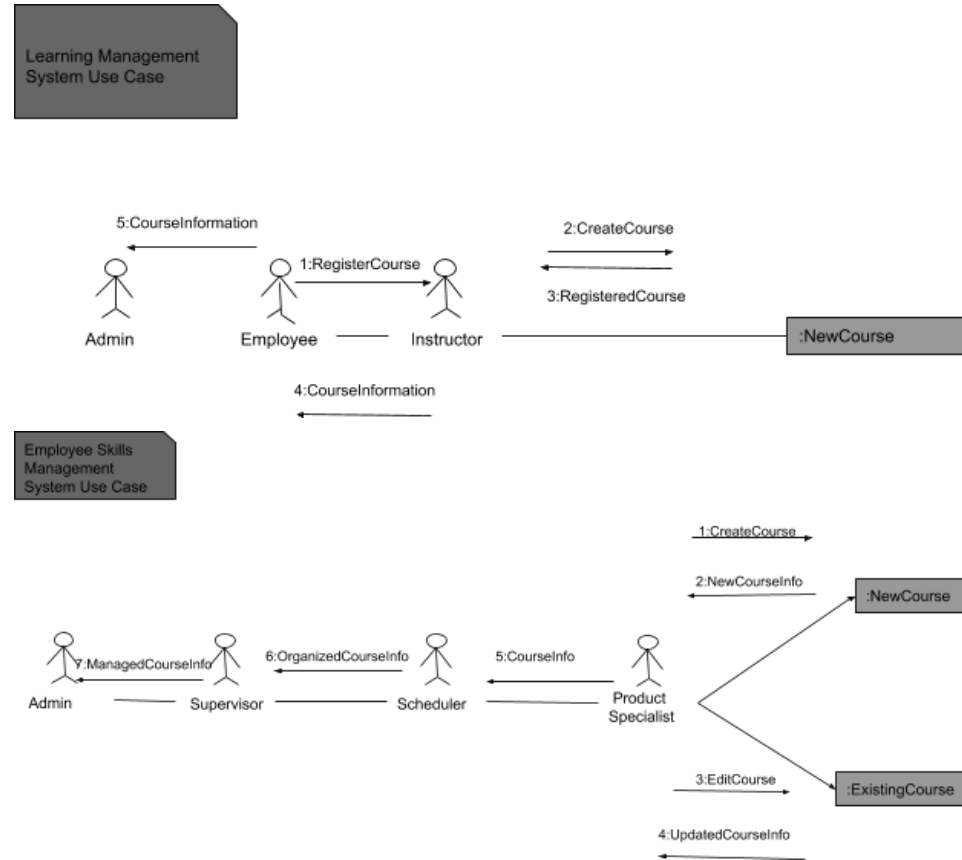 Learning Management
System Use Case
5:CourseInformation
2:CreateCourse
1:RegisterCourse
3:RegisteredCourse
Admin
Employee
Instructor
:NewCourse
4:CourseInformation
Employee Skills
Management
System Use Case
1:CreateCourse
2:NewCourseInfo
:NewCourse
7:ManagedCourseInfo
6:OrganizedCourseInfo
5:CourseInfo
Admin
Supervisor
Scheduler
Product
Specialist
3:EditCourse
:ExistingCourse
4:UpdatedCourseInfo